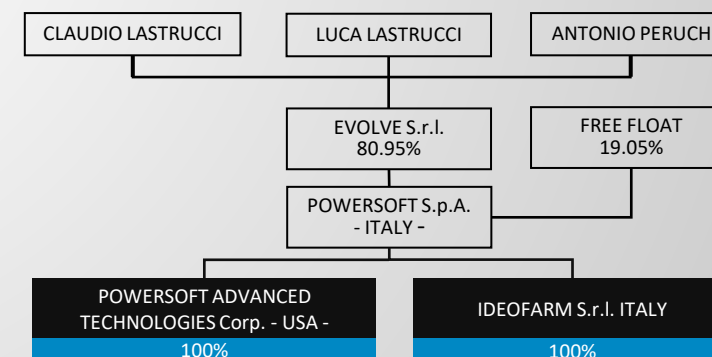 CLAUDIO LASTRUCCI
LUCA LASTRUCCI
ANTONIO PERUCH
EVOLVE S.r.l.
80.95%
FREE FLOAT
19.05%
POWERSOFT S.p.A.
- ITALY -
POWERSOFT ADVANCED
TECHNOLOGIES Corp. - USA -
100%
IDEOFARM S.r.l. ITALY
100%